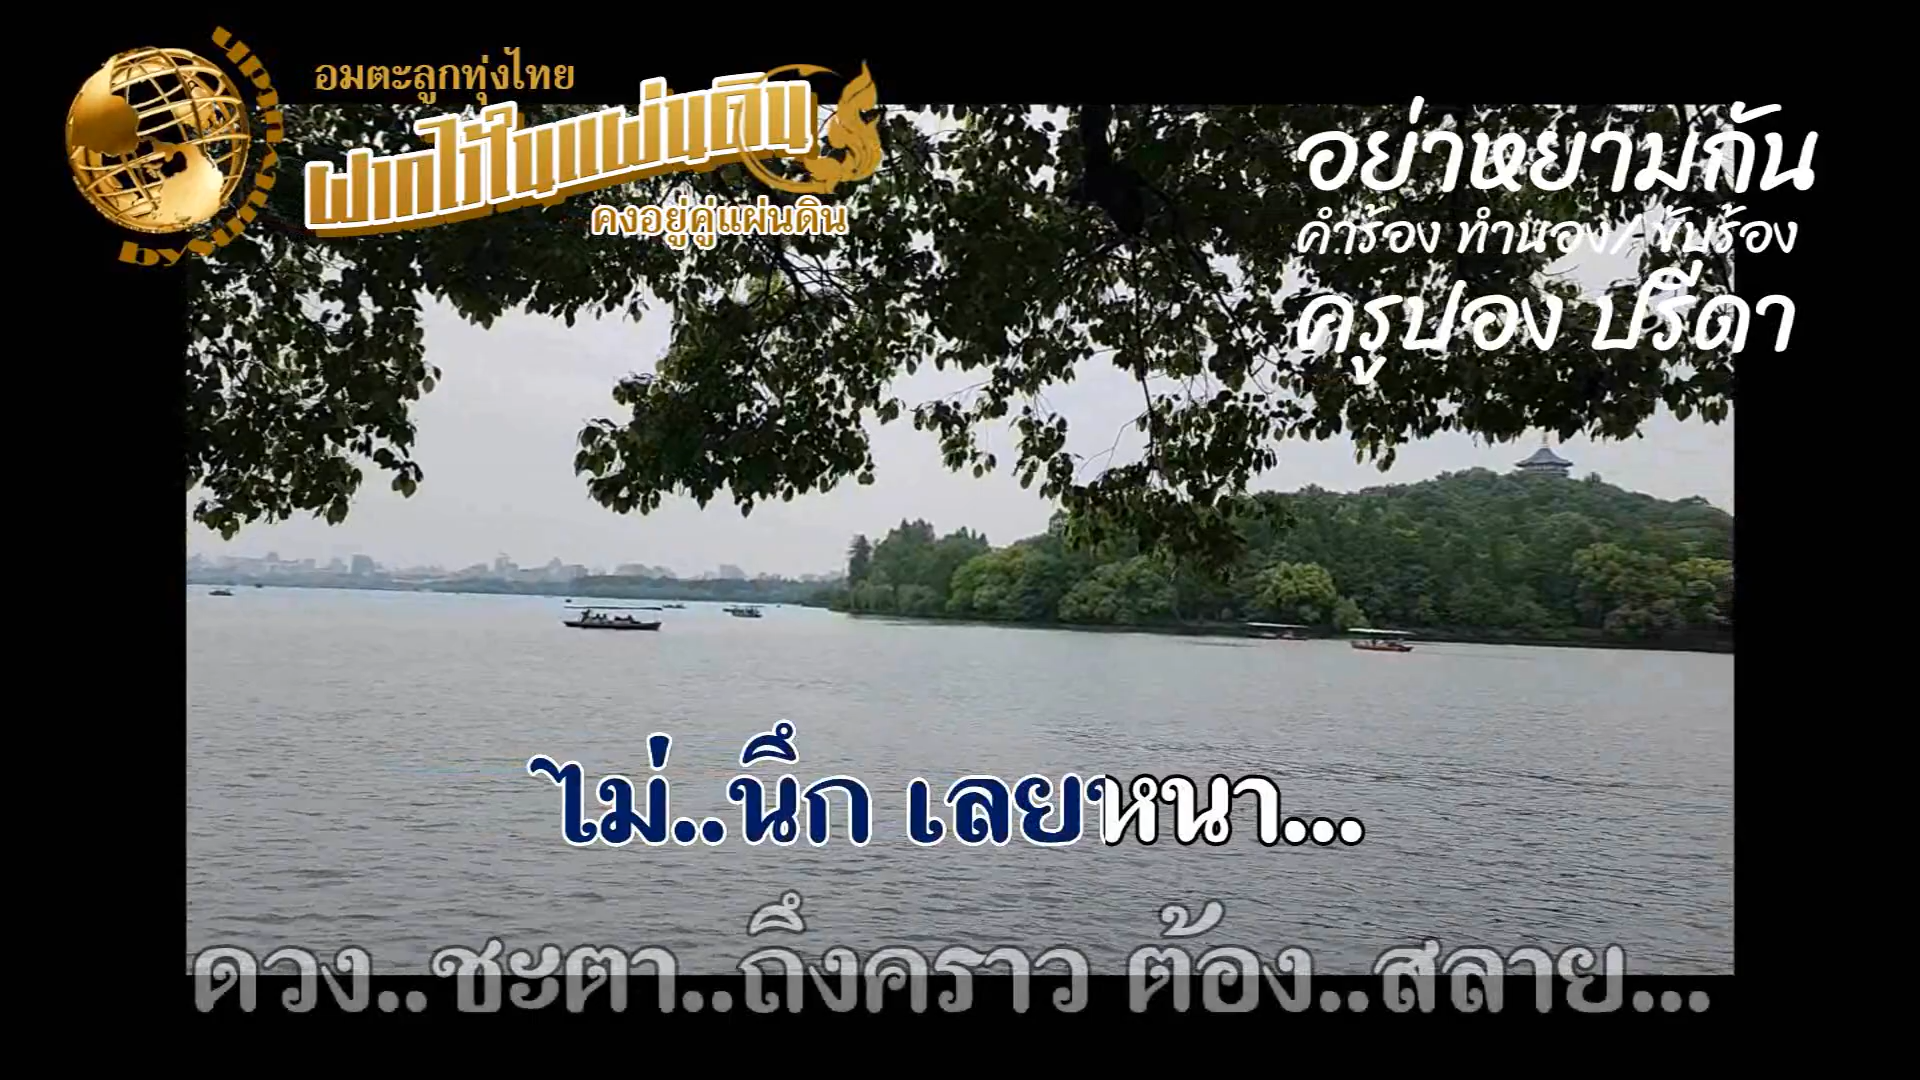 อมตะลูกทุ่งไทย
ฝากไว้ในแผ่นดิน
คงอยู่คู่แผ่นดิน
อย่าหยามกัน
คำร้อง ทำนอง/ ขับร้อง
ครูปอง ปรีดา
ไม่..นึก เลยหนา...
ดวง..ชะตา..ถึงคราว ต้อง..สลาย...